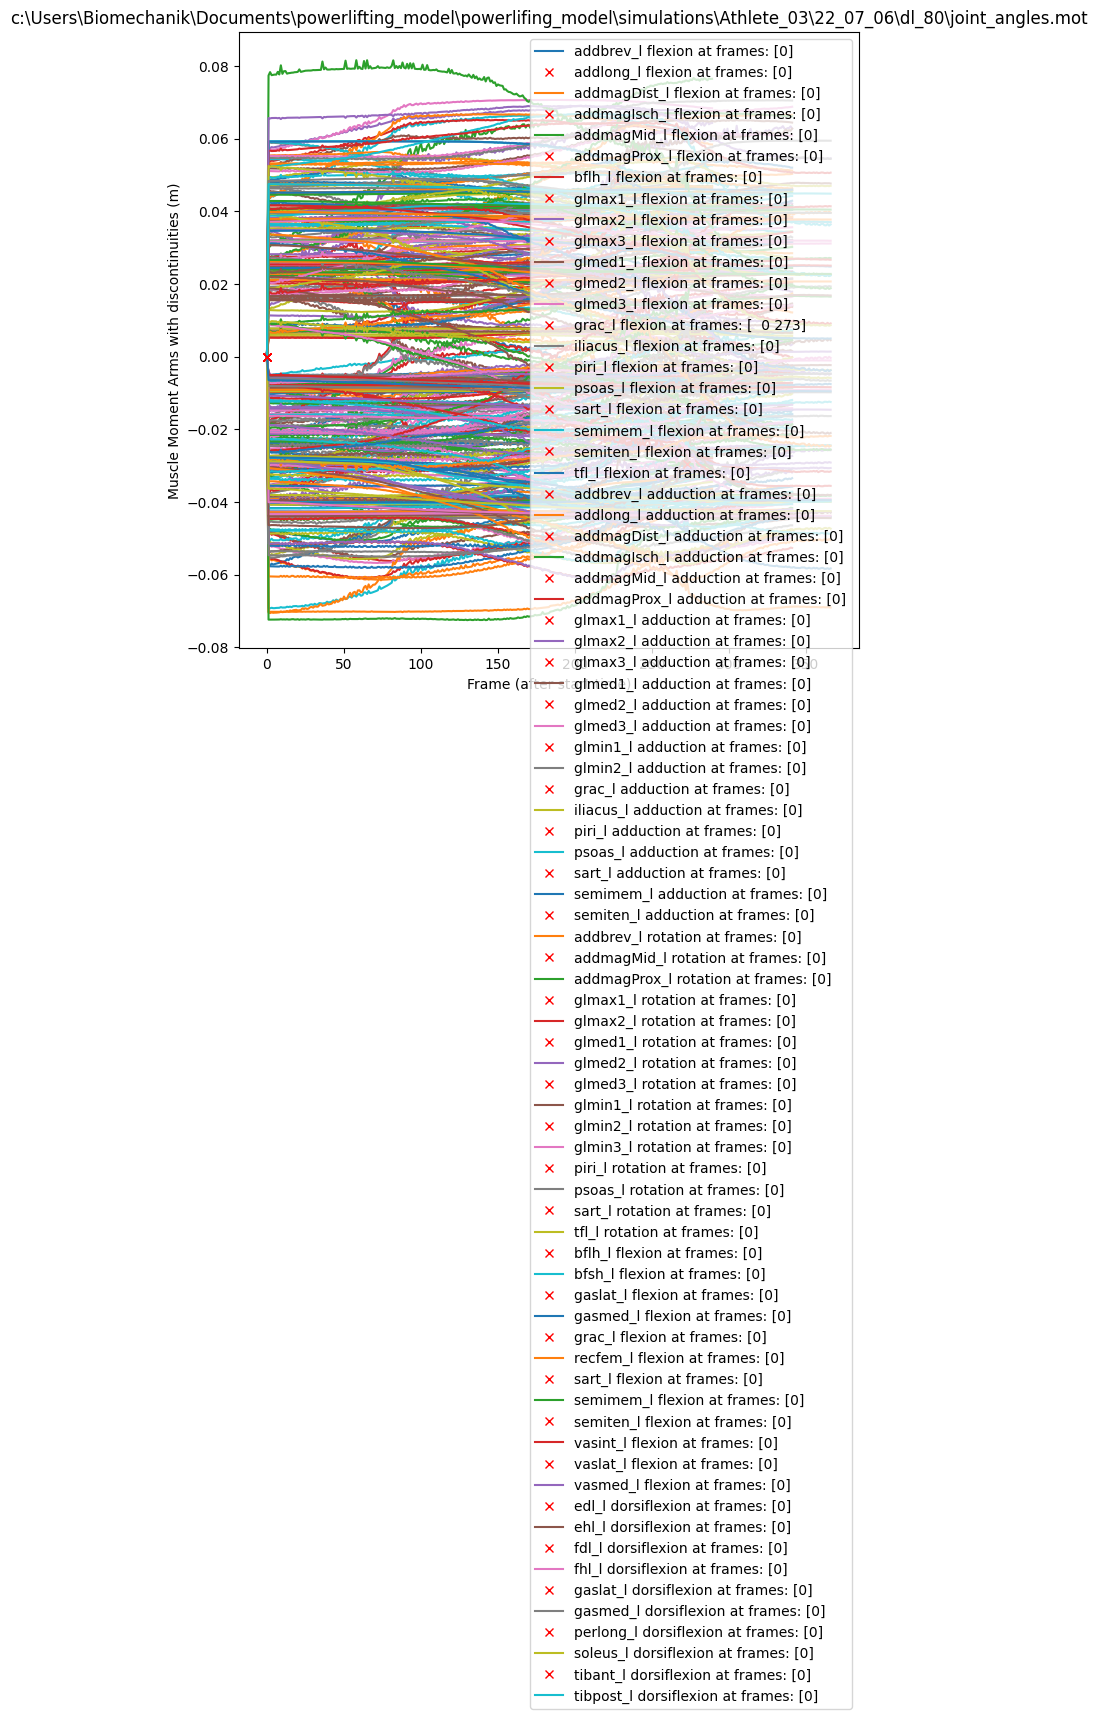 c:\Users\Biomechanik\Documents\powerlifting_model\powerlifing_model\simulations\Athlete_03\22_07_06\dl_80\joint_angles.mot
0.08
0.06
0.04
0.02
0.00
−0.02
−0.04
−0.06
−0.08
Muscle Moment Arms with discontinuities (m)
0
50
100
150
200
250
300
350
Frame (after start time)
addbrev_l flexion at frames: [0]
addlong_l flexion at frames: [0]
addmagDist_l flexion at frames: [0]
addmagIsch_l flexion at frames: [0]
addmagMid_l flexion at frames: [0]
addmagProx_l flexion at frames: [0]
bflh_l flexion at frames: [0]
glmax1_l flexion at frames: [0]
glmax2_l flexion at frames: [0]
glmax3_l flexion at frames: [0]
glmed1_l flexion at frames: [0]
glmed2_l flexion at frames: [0]
glmed3_l flexion at frames: [0]
grac_l flexion at frames: [  0 273]
iliacus_l flexion at frames: [0]
piri_l flexion at frames: [0]
psoas_l flexion at frames: [0]
sart_l flexion at frames: [0]
semimem_l flexion at frames: [0]
semiten_l flexion at frames: [0]
tfl_l flexion at frames: [0]
addbrev_l adduction at frames: [0]
addlong_l adduction at frames: [0]
addmagDist_l adduction at frames: [0]
addmagIsch_l adduction at frames: [0]
addmagMid_l adduction at frames: [0]
addmagProx_l adduction at frames: [0]
glmax1_l adduction at frames: [0]
glmax2_l adduction at frames: [0]
glmax3_l adduction at frames: [0]
glmed1_l adduction at frames: [0]
glmed2_l adduction at frames: [0]
glmed3_l adduction at frames: [0]
glmin1_l adduction at frames: [0]
glmin2_l adduction at frames: [0]
grac_l adduction at frames: [0]
iliacus_l adduction at frames: [0]
piri_l adduction at frames: [0]
psoas_l adduction at frames: [0]
sart_l adduction at frames: [0]
semimem_l adduction at frames: [0]
semiten_l adduction at frames: [0]
addbrev_l rotation at frames: [0]
addmagMid_l rotation at frames: [0]
addmagProx_l rotation at frames: [0]
glmax1_l rotation at frames: [0]
glmax2_l rotation at frames: [0]
glmed1_l rotation at frames: [0]
glmed2_l rotation at frames: [0]
glmed3_l rotation at frames: [0]
glmin1_l rotation at frames: [0]
glmin2_l rotation at frames: [0]
glmin3_l rotation at frames: [0]
piri_l rotation at frames: [0]
psoas_l rotation at frames: [0]
sart_l rotation at frames: [0]
tfl_l rotation at frames: [0]
bflh_l flexion at frames: [0]
bfsh_l flexion at frames: [0]
gaslat_l flexion at frames: [0]
gasmed_l flexion at frames: [0]
grac_l flexion at frames: [0]
recfem_l flexion at frames: [0]
sart_l flexion at frames: [0]
semimem_l flexion at frames: [0]
semiten_l flexion at frames: [0]
vasint_l flexion at frames: [0]
vaslat_l flexion at frames: [0]
vasmed_l flexion at frames: [0]
edl_l dorsiflexion at frames: [0]
ehl_l dorsiflexion at frames: [0]
fdl_l dorsiflexion at frames: [0]
fhl_l dorsiflexion at frames: [0]
gaslat_l dorsiflexion at frames: [0]
gasmed_l dorsiflexion at frames: [0]
perlong_l dorsiflexion at frames: [0]
soleus_l dorsiflexion at frames: [0]
tibant_l dorsiflexion at frames: [0]
tibpost_l dorsiflexion at frames: [0]